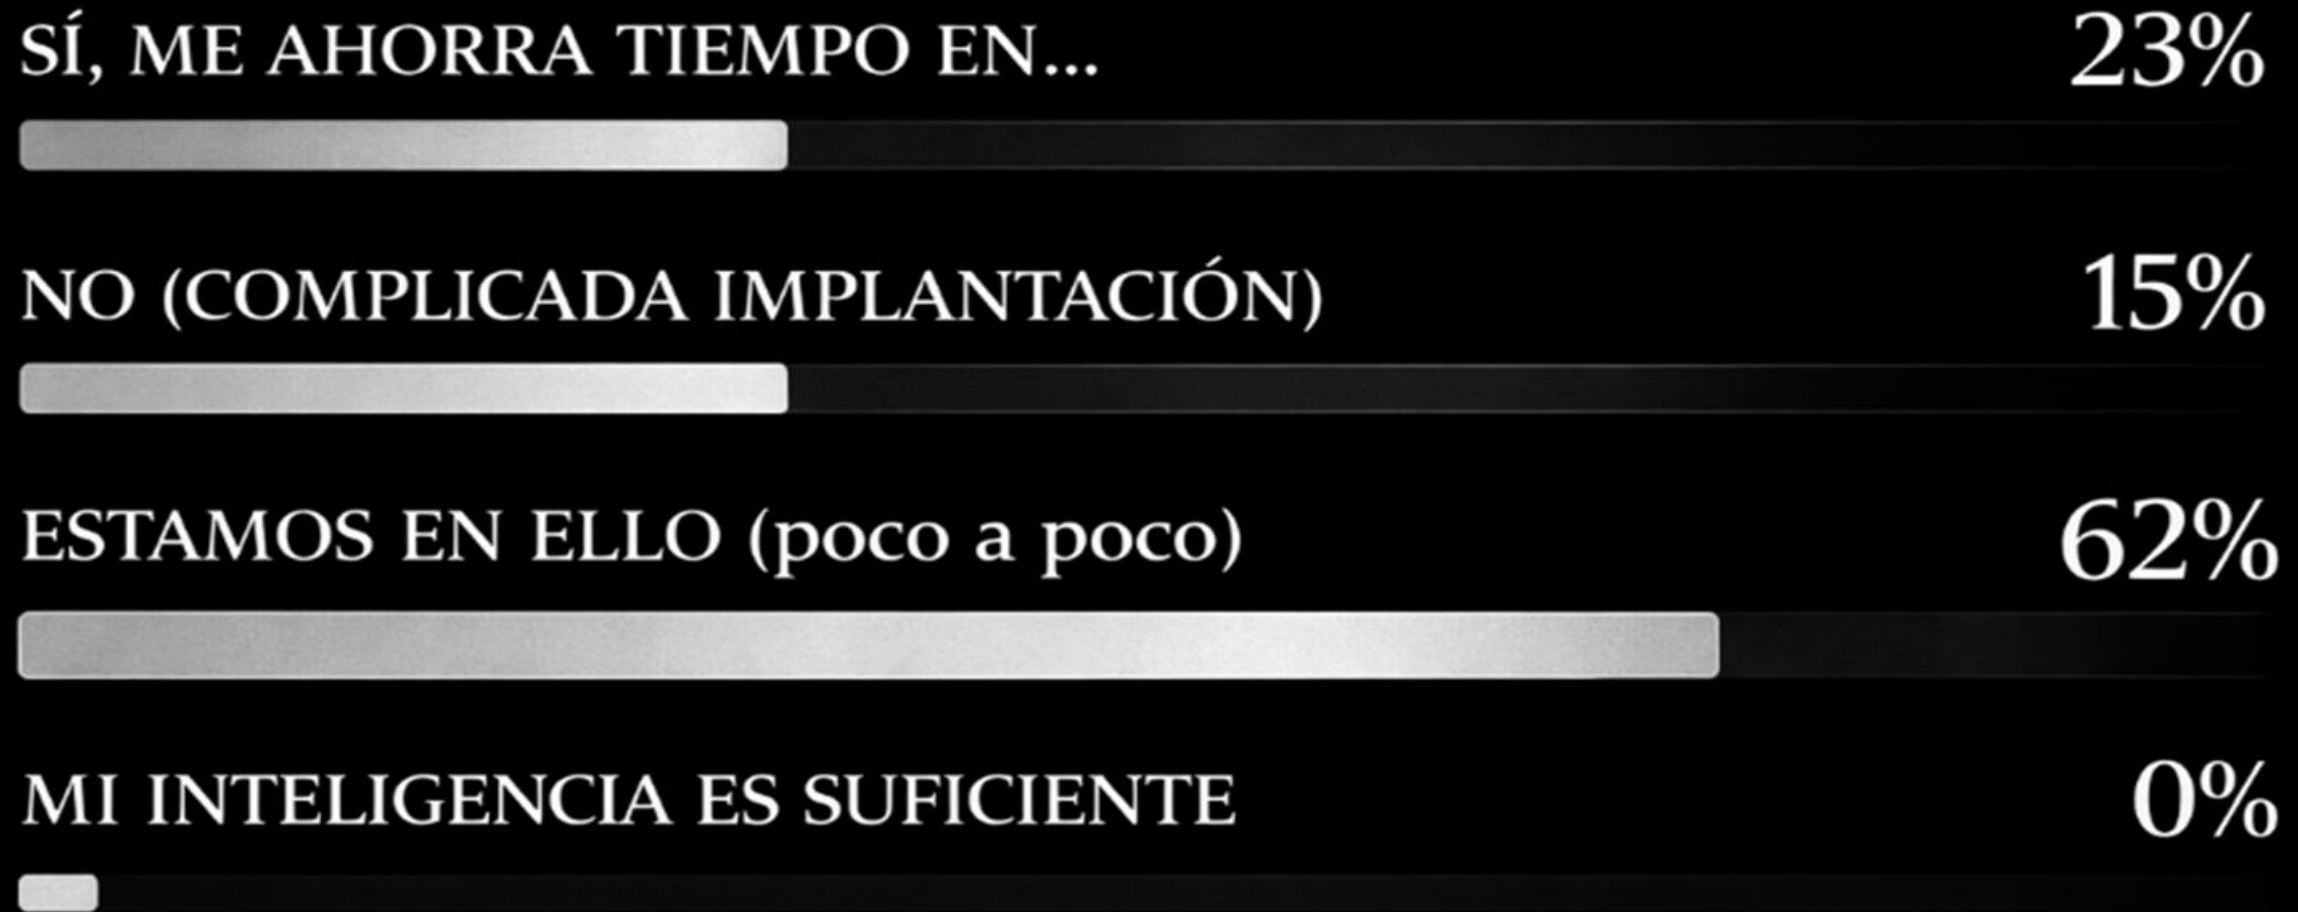 SÍ, ME AHORRA TIEMPO EN... 23%
NO (COMPLICADA IMPLANTACIÓN) 15%
ESTAMOS EN ELLO (poco a poco) 62%
MI INTELIGENCIA ES SUFICIENTE 0%